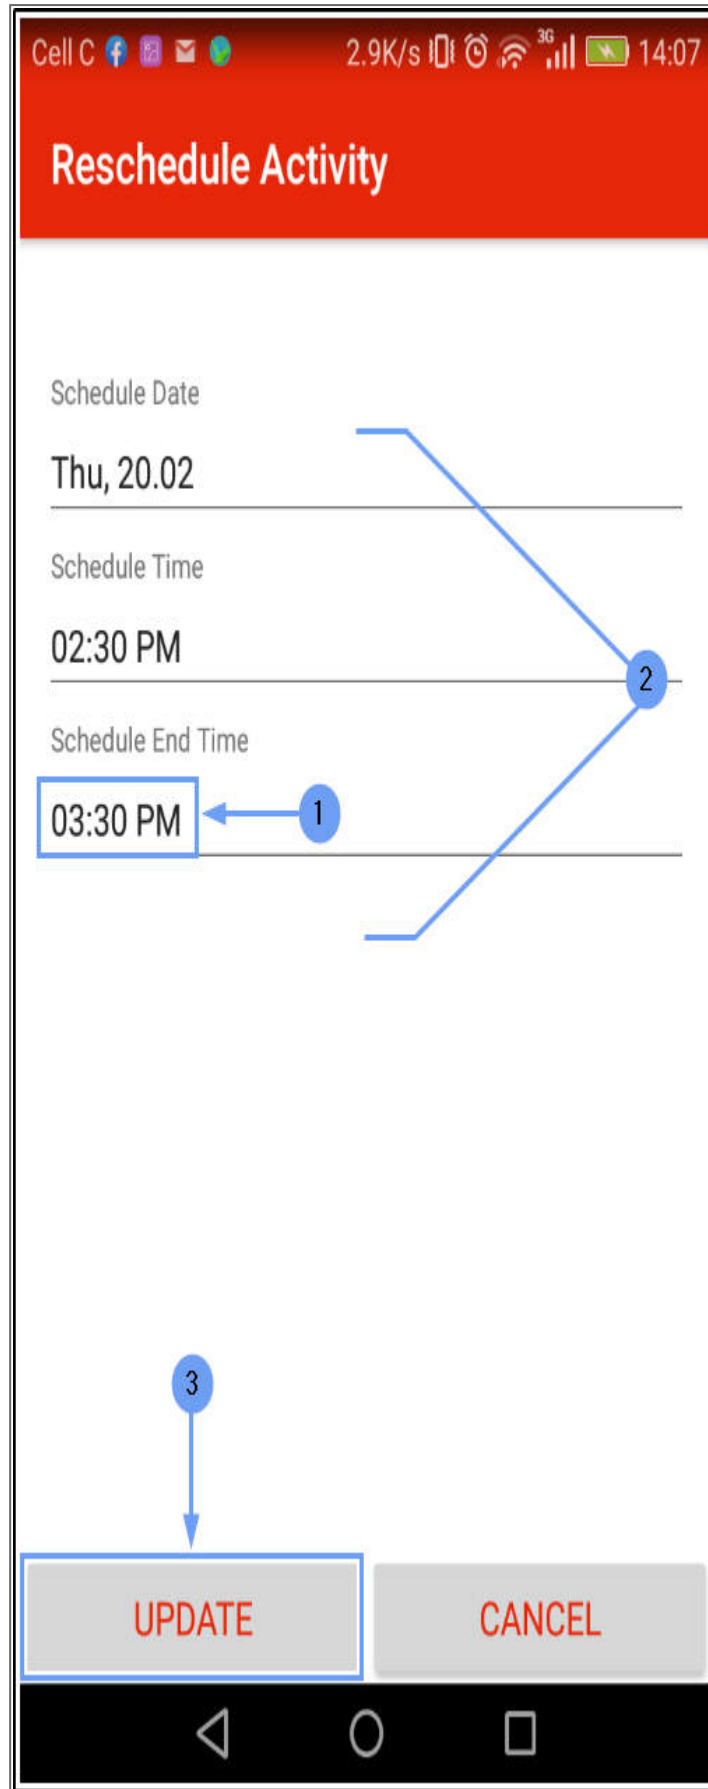 Cell C 2.9K/s 3G 14:07
Reschedule Activity
Schedule Date
Thu, 20.02
Schedule Time
02:30 PM
2
Schedule End Time
03:30 PM
1
3
UPDATE CANCEL